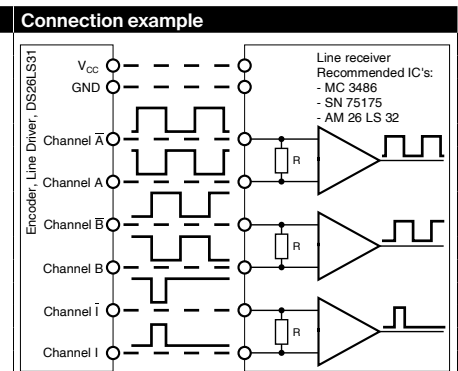 Connection example
Encoder, Line Driver, DS26LS31
VCC
GND
Channel A̅
Channel A
Channel B̅
Channel B
Channel I̅
Channel I
Line receiver
Recommended IC's:
- MC 3486
- SN 75175
- AM 26 LS 32
R
R
R